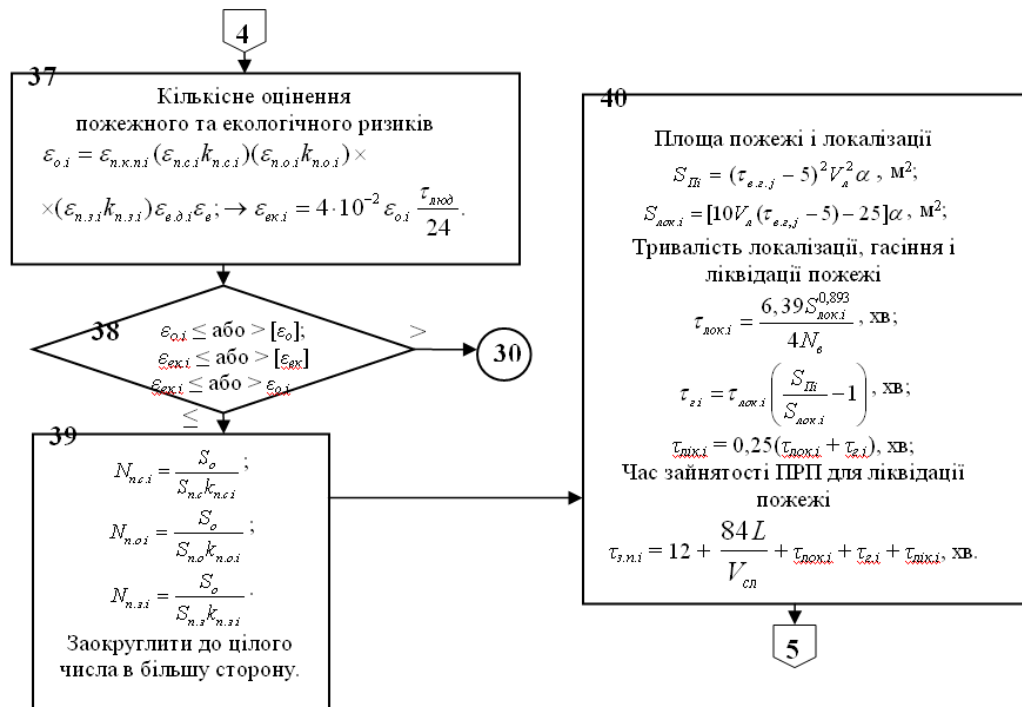 4
37
Кількісне оцінення
пожежного та екологічного ризиків
ε_{o.i} = ε_{п.к.п.i}(ε_{п.с.i}k_{п.с.i})(ε_{п.о.i}k_{п.о.i})×
×(ε_{п.з.i}k_{п.з.i})ε_{в.д.i}ε_{в}; → ε_{ек.i} = 4·10^{-2} ε_{o.i} τ_{люд}/24.
38
ε_{o.i} ≤ або > [ε_{o}];
ε_{ек.i} ≤ або > [ε_{ек}]
ε_{ек.i} ≤ або > ε_{o.i}
>
30
≤
39
N_{п.с.i} = S_{o}/(S_{п.с}k_{п.с.i});
N_{п.о.i} = S_{o}/(S_{п.о}k_{п.о.i});
N_{п.з.i} = S_{o}/(S_{п.з}k_{п.з.i}).
Заокруглити до цілого
числа в більшу сторону.
40
Площа пожежі і локалізації
S_{Пi} = (τ_{в.г.j} − 5)^{2}V_{л}^{2}α, м²;
S_{лок.i} = [10V_{л}(τ_{в.г,j} − 5) − 25]α, м²;
Тривалість локалізації, гасіння і
ліквідації пожежі
τ_{лок.i} = 6,39S_{лок.i}^{0,893}/(4N_{в}), хв;
τ_{г.i} = τ_{лок.i}(S_{Пi}/S_{лок.i} − 1), хв;
τ_{лік.i} = 0,25(τ_{лок.i} + τ_{г.i}), хв;
Час зайнятості ПРП для ліквідації
пожежі
τ_{з.п.i} = 12 + 84L/V_{сл} + τ_{лок.i} + τ_{г.i} + τ_{лік.i}, хв.
5